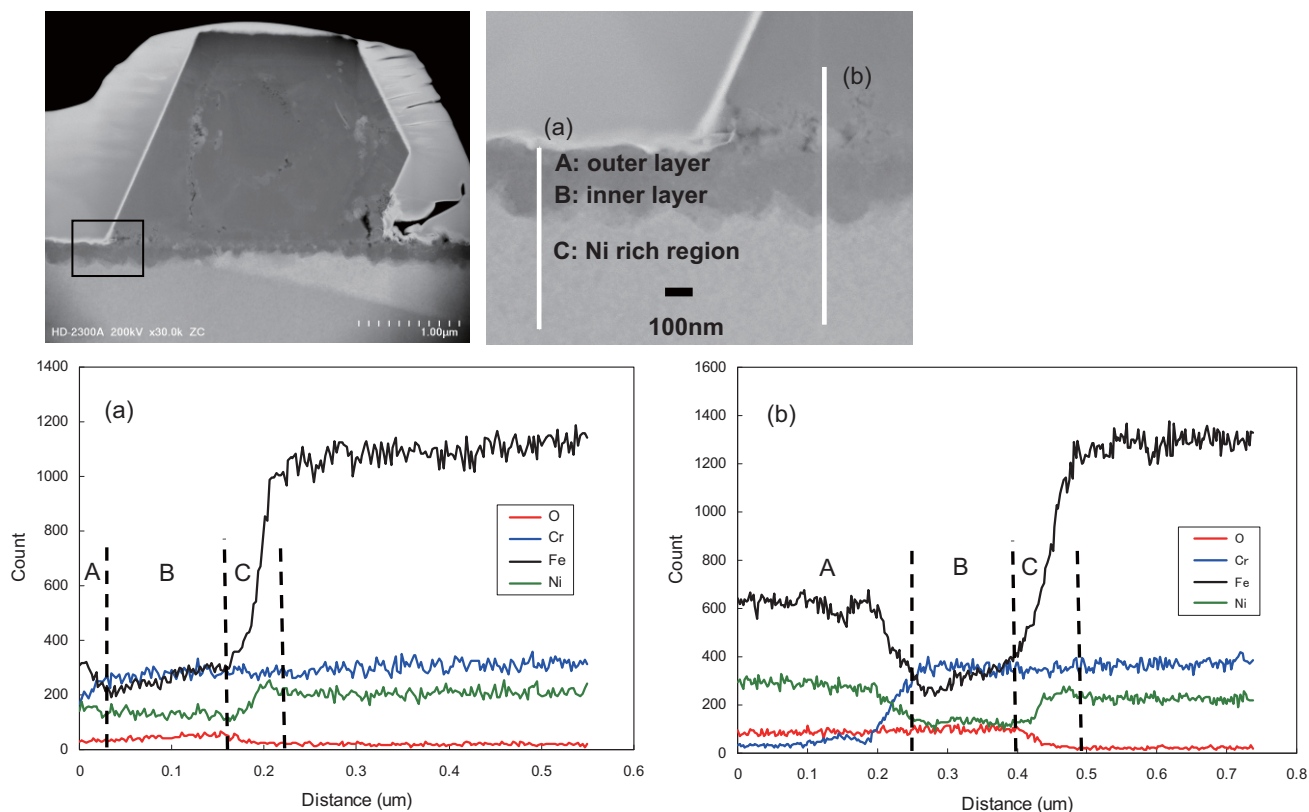 HD-2300A 200kV x30.0k ZC
1.00µm
(a)
(b)
A: outer layer
B: inner layer
C: Ni rich region
100nm
(a)
1400
1200
1000
800
600
400
200
0
Count
A
B
C
O
Cr
Fe
Ni
0
0.1
0.2
0.3
0.4
0.5
0.6
Distance (um)
(b)
1600
1400
1200
1000
800
600
400
200
0
Count
A
B
C
O
Cr
Fe
Ni
0
0.1
0.2
0.3
0.4
0.5
0.6
0.7
0.8
Distance (um)